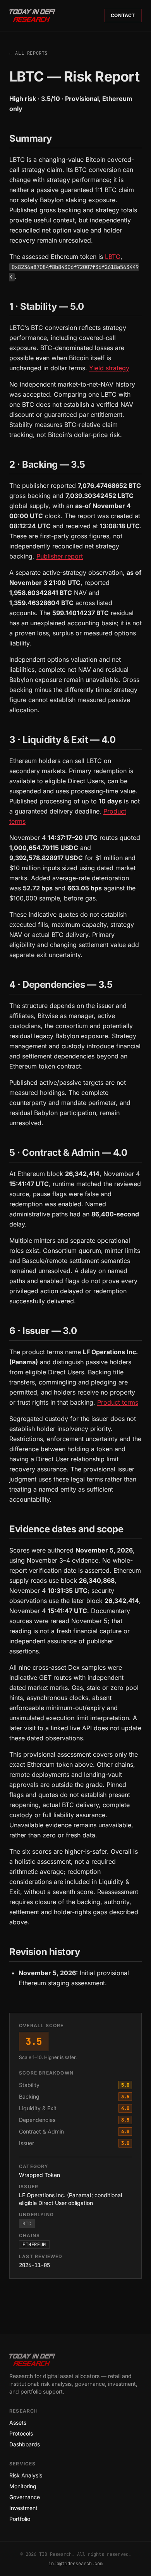 TODAY IN DEFI
RESEARCH
CONTACT
← ALL REPORTS
LBTC — Risk Report
High risk · 3.5/10 · Provisional, Ethereum
only
Summary
LBTC is a changing-value Bitcoin covered-
call strategy claim. Its BTC conversion can
change with strategy performance; it is
neither an unqualified guaranteed 1:1 BTC claim
nor solely Babylon staking exposure.
Published gross backing and strategy totals
provide useful context, but independently
reconciled option value and holder
recovery remain unresolved.
The assessed Ethereum token is LBTC,
1 · Stability — 5.0
LBTC's BTC conversion reflects strategy
performance, including covered-call
exposure. BTC-denominated losses are
possible even when Bitcoin itself is
unchanged in dollar terms. Yield strategy
No independent market-to-net-NAV history
was accepted. Comparing one LBTC with
one BTC does not establish a verified NAV
discount or guaranteed outperformance.
Stability measures BTC-relative claim
tracking, not Bitcoin's dollar-price risk.
2 · Backing — 3.5
The publisher reported 7,076.47468652 BTC
gross backing and 7,039.30342452 LBTC
global supply, with an as-of November 4
00:00 UTC clock. The report was created at
08:12:24 UTC and retrieved at 13:08:18 UTC.
These are first-party gross figures, not
independently reconciled strategy
backing. Publisher report
A separate active-strategy observation, as of
November 3 21:00 UTC, reported
1,958.60342841 BTC NAV and
1,359.45928604 BTC across listed
accounts. The 599.14014237 BTC residual
has an unresolved economic identity; it is not
a proven loss, surplus or independently matched
liability.
Independent options valuation and net
liabilities, complete net NAV and residual
Babylon remain unresolved. Gross
backing minus the differently timed strategy
figure is not established passive
allocation.
3 · Liquidity & Exit — 4.0
Ethereum holders can sell LBTC on
secondary markets. Primary redemption is
available to eligible Direct Users, can be
changed and uses processing-time value.
Published processing of up to 10 days is not
a guaranteed delivery deadline. Product
terms
November 4 14:37:17–20 UTC routes quoted
1,000,654.79115 USDC and
9,392,578.828917 USDC for $1 million and
$10 million inputs sized using dated market
marks. Added average-rate deterioration
was 52.72 bps and 663.05 bps against the
$100,000 sample, before gas.
These indicative quotes do not establish
executed fills, maximum capacity, strategy
NAV or actual BTC delivery. Primary
offchain and settlement eligibility add wait and
separate exit uncertainty.
4 · Dependencies — 3.5
The structure depends on the issuer and
affiliates, Bitwise as manager, active
custodians, the custodian arm and potentially
legacy Babylon exposure. Strategy
management and custody introduce financial
and settlement dependencies beyond an
Ethereum token contract.
Published active parties are not treated as
measured holdings. The complete
counterparty and mandate perimeter, and
residual Babylon participation, remain
unresolved.
5 · Contract & Admin — 4.0
At Ethereum block 26,342,414, November 4
15:41:47 UTC, runtime matched the reviewed
source, pause flags were false and
redemption was enabled. Named
administrative paths had an 86,400-second
delay.
Multiple minters and separate operational
roles exist. Consortium quorum, minter limits
and Bascule/remote settlement semantics
remained unresolved. A delay on named
paths and enabled flags do not prove every
privileged action delayed or redemption
successfully delivered.
6 · Issuer — 3.0
The product terms name LF Operations Inc.
(Panama) and distinguish passive holders
from eligible Direct Users. Backing title
transfers, commingling and pledging are
permitted, and holders receive no property
or trust rights in that backing. Product terms
Segregated custody for the issuer does not
establish holder insolvency priority.
Restrictions, enforcement uncertainty and the
difference between holding a token and
having a Direct User relationship limit
recovery assurance. The provisional issuer
judgment uses these legal terms rather than
treating an entity name as sufficient
accountability.
Evidence dates and scope
Scores were authored November 5, 2026,
using November 3–4 evidence. No whole-
report verification date is asserted. Ethereum
supply reads use block 26,340,868,
November 4 10:31:35 UTC; security
observations use the later block 26,342,414,
November 4 15:41:47 UTC. Documentary
sources were reread November 5; that
reread is not a fresh financial capture or
independent assurance of publisher
assertions.
All nine cross-asset Dex samples were
indicative GET routes with independent
dated market marks. Gas, stale or zero pool
hints, asynchronous clocks, absent
enforceable minimum-output/expiry and
unsimulated execution limit interpretation. A
later visit to a linked live API does not update
these dated observations.
This provisional assessment covers only the
exact Ethereum token above. Other chains,
remote deployments and lending-vault
approvals are outside the score. Pinned
flags and quotes do not establish present
reopening, actual BTC delivery, complete
custody or full liability assurance.
Unavailable evidence remains unavailable,
rather than zero or fresh data.
The six scores are higher-is-safer. Overall is
a holistic assessment, not a required
arithmetic average; redemption
considerations are included in Liquidity &
Exit, without a seventh score. Reassessment
requires closure of the backing, authority,
settlement and holder-rights gaps described
above.
Revision history
• November 5, 2026: Initial provisional
Ethereum staging assessment.
OVERALL SCORE
3.5
Scale 1–10. Higher is safer.
SCORE BREAKDOWN
Stability 5.0
Backing 3.5
Liquidity & Exit 4.0
Dependencies 3.5
Contract & Admin 4.0
Issuer 3.0
CATEGORY
Wrapped Token
ISSUER
LF Operations Inc. (Panama); conditional
eligible Direct User obligation
UNDERLYING
BTC
CHAINS
ETHEREUM
LAST REVIEWED
2026-11-05
TODAY IN DEFI
RESEARCH
Research for digital asset allocators — retail and
institutional: risk analysis, governance, investment,
and portfolio support.
RESEARCH
Assets
Protocols
Dashboards
SERVICES
Risk Analysis
Monitoring
Governance
Investment
Portfolio
© 2026 TID Research. All rights reserved.
info@tidresearch.com